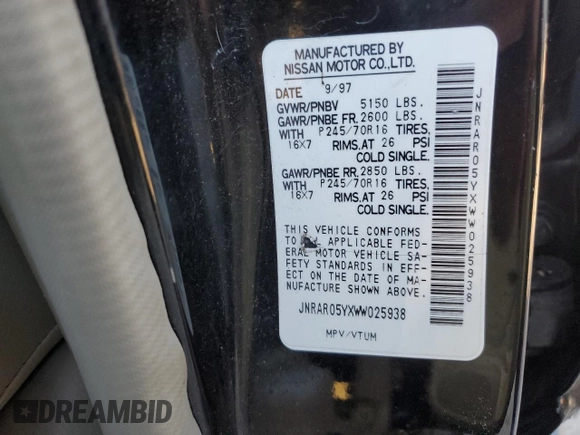 MANUFACTURED BY
NISSAN MOTOR CO.,LTD.
DATE 9/97
GVWR/PNBV 5150 LBS.
GAWR/PNBE FR. 2600 LBS.
WITH P245/70R16 TIRES,
16X7 RIMS, AT 26 PSI
COLD SINGLE.
GAWR/PNBE RR. 2850 LBS.
WITH P245/70R16 TIRES,
16X7 RIMS, AT 26 PSI
COLD SINGLE.
THIS VEHICLE CONFORMS
TO APPLICABLE FED-
ERAL MOTOR VEHICLE SA-
FETY STANDARDS IN EFF-
ECT ON THE DATE OF MA-
NUFACTURE SHOWN ABOVE.
JNRAR05YXWW025938
MPV/VTUM
JNRAR05YXWW025938
DREAMBID